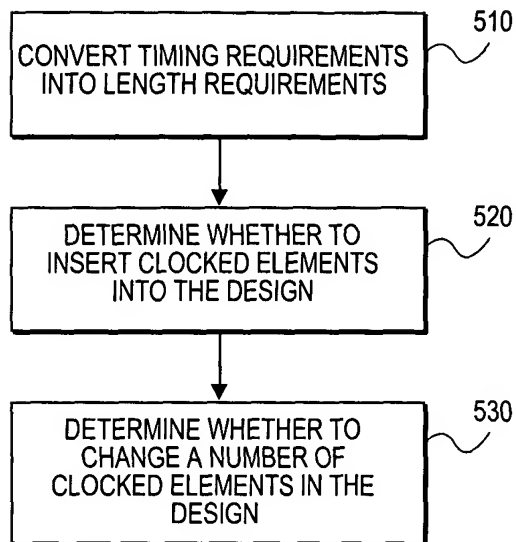 510
CONVERT TIMING REQUIREMENTS
INTO LENGTH REQUIREMENTS
520
DETERMINE WHETHER TO
INSERT CLOCKED ELEMENTS
INTO THE DESIGN
530
DETERMINE WHETHER TO
CHANGE A NUMBER OF
CLOCKED ELEMENTS IN THE
DESIGN